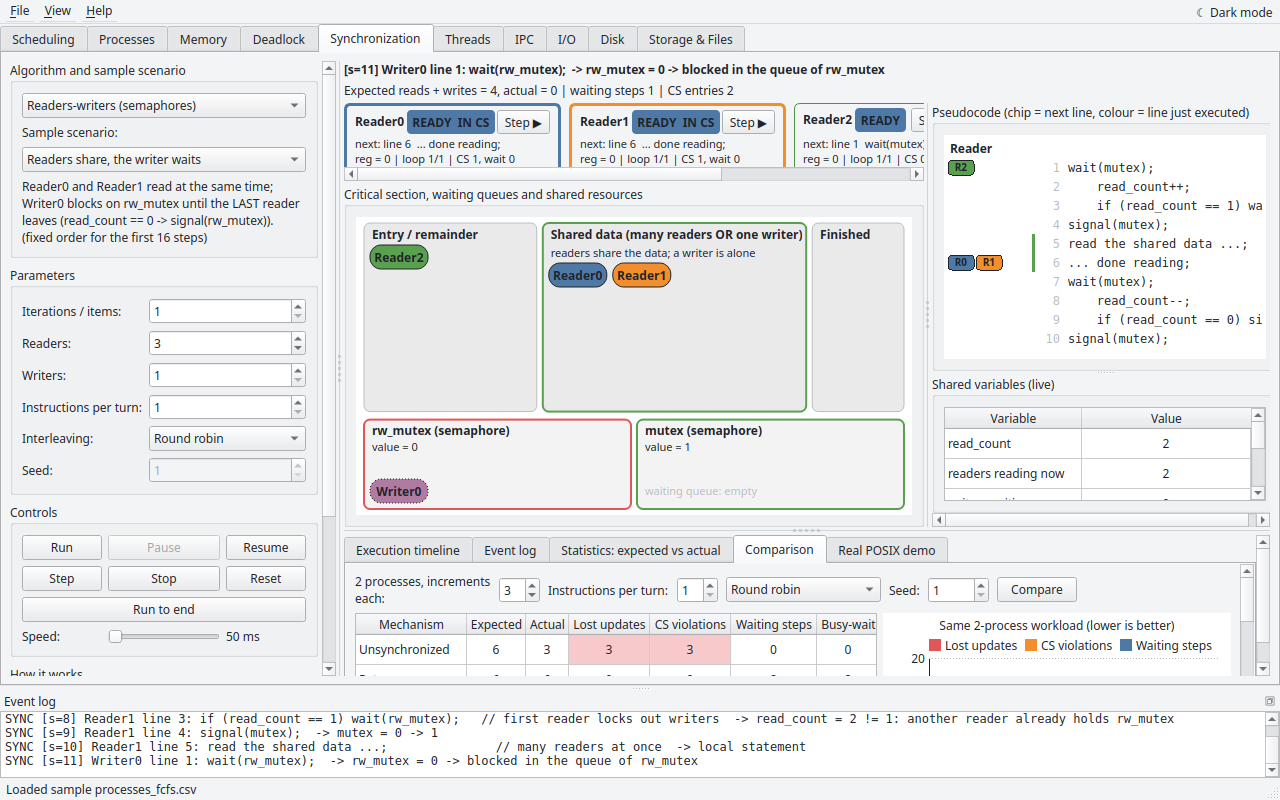 File View Help
☾ Dark mode
Scheduling Processes Memory Deadlock Synchronization Threads IPC I/O Disk Storage & Files
Algorithm and sample scenario
Readers-writers (semaphores)
Sample scenario:
Readers share, the writer waits
Reader0 and Reader1 read at the same time;
Writer0 blocks on rw_mutex until the LAST reader
leaves (read_count == 0 -> signal(rw_mutex)).
(fixed order for the first 16 steps)
Parameters
Iterations / items: 1
Readers: 3
Writers: 1
Instructions per turn: 1
Interleaving: Round robin
Seed: 1
Controls
Run Pause Resume
Step Stop Reset
Run to end
Speed: 50 ms
How it works
[s=11] Writer0 line 1: wait(rw_mutex); -> rw_mutex = 0 -> blocked in the queue of rw_mutex
Expected reads + writes = 4, actual = 0 | waiting steps 1 | CS entries 2
Reader0 READY IN CS Step ▶
next: line 6 ... done reading;
reg = 0 | loop 1/1 | CS 1, wait 0
Reader1 READY IN CS Step ▶
next: line 6 ... done reading;
reg = 0 | loop 1/1 | CS 1, wait 0
Reader2 READY S
next: line 1 wait(mutex)
reg = 0 | loop 1/1 | CS 0
Critical section, waiting queues and shared resources
Entry / remainder
Reader2
Shared data (many readers OR one writer)
readers share the data; a writer is alone
Reader0 Reader1
Finished
rw_mutex (semaphore)
value = 0
Writer0
mutex (semaphore)
value = 1
waiting queue: empty
Pseudocode (chip = next line, colour = line just executed)
Reader
R2 1 wait(mutex);
2 read_count++;
3 if (read_count == 1) wa
4 signal(mutex);
5 read the shared data ...;
R0 R1 6 ... done reading;
7 wait(mutex);
8 read_count--;
9 if (read_count == 0) si
10 signal(mutex);
Shared variables (live)
Variable Value
read_count 2
readers reading now 2
Execution timeline Event log Statistics: expected vs actual Comparison Real POSIX demo
2 processes, increments
each: 3 Instructions per turn: 1 Round robin Seed: 1 Compare
Mechanism Expected Actual Lost updates CS violations Waiting steps Busy-wait
Unsynchronized 6 3 3 3 0 0
Same 2-process workload (lower is better)
Lost updates CS violations Waiting steps
20
Event log
SYNC [s=8] Reader1 line 3: if (read_count == 1) wait(rw_mutex); // first reader locks out writers -> read_count = 2 != 1: another reader already holds rw_mutex
SYNC [s=9] Reader1 line 4: signal(mutex); -> mutex = 0 -> 1
SYNC [s=10] Reader1 line 5: read the shared data ...; // many readers at once -> local statement
SYNC [s=11] Writer0 line 1: wait(rw_mutex); -> rw_mutex = 0 -> blocked in the queue of rw_mutex
Loaded sample processes_fcfs.csv